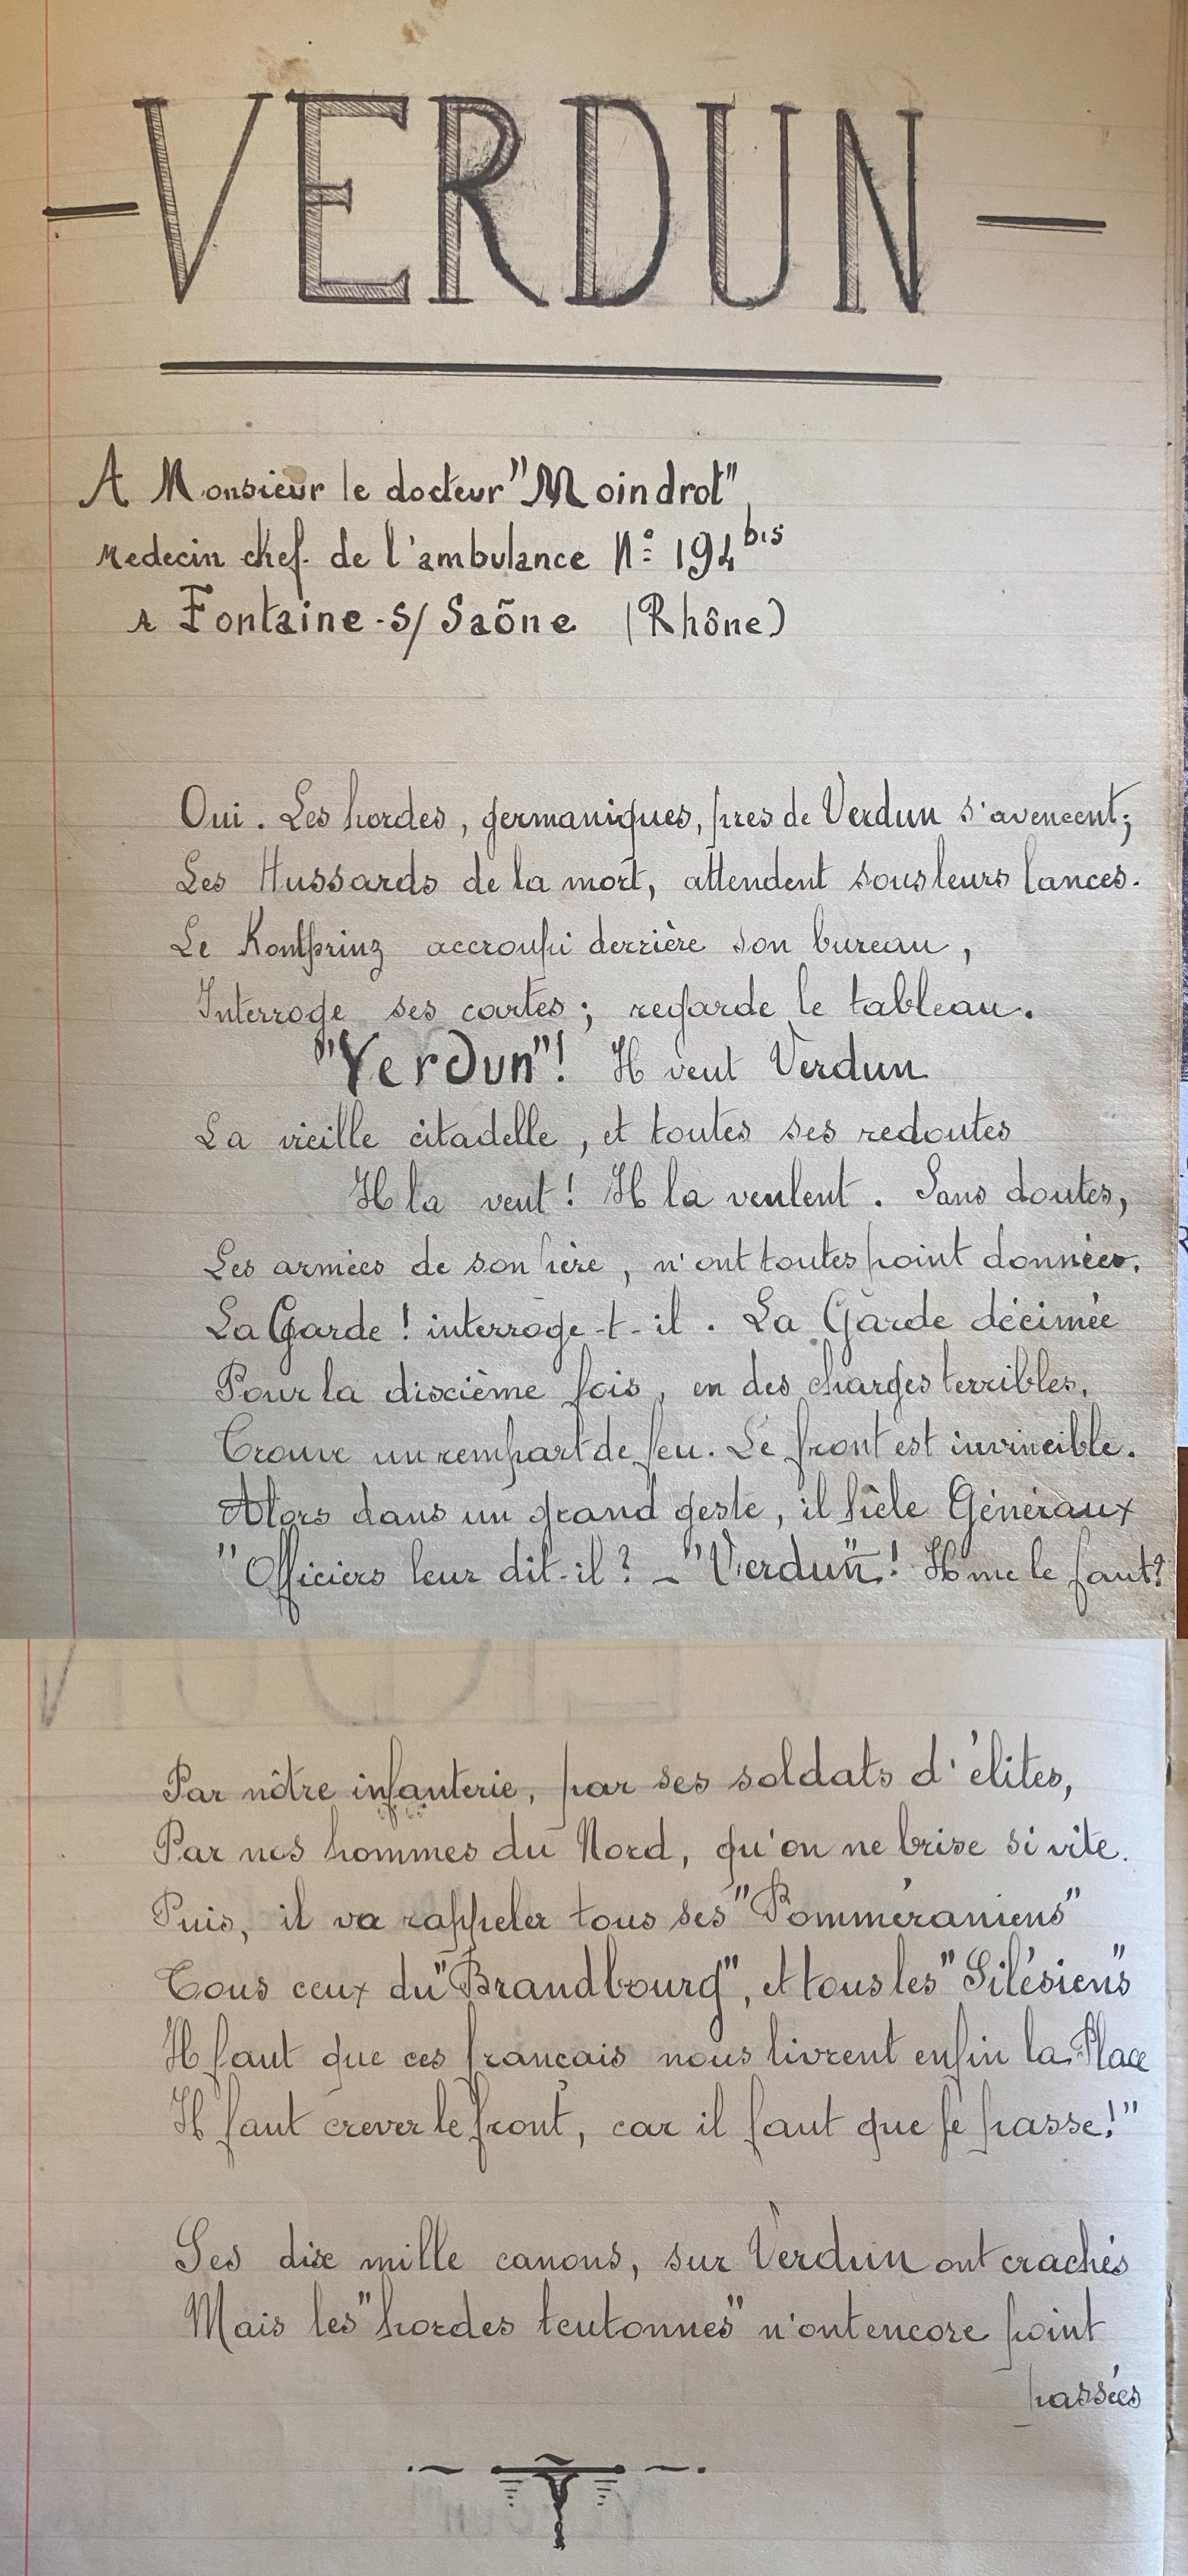 — VERDUN —
A Monsieur le docteur "Moindrot"
Medecin chef. de l'ambulance N° 194 bis
A Fontaine-s/ Saône (Rhône)
Oui. Les hordes, germaniques, pres de Verdun s'avencent;
Les Hussards de la mort, attendent sous leurs lances.
Le Kontprinz accroupi derrière son bureau,
Interroge ses cartes; regarde le tableau.
"Verdun"! Il veut Verdun
La vieille citadelle, et toutes ses redoutes
Il la veut! Il la veulent. Sans doutes,
Les armées de son père, n'ont toutes point données.
La Garde! interroge-t-il. La Garde décimée
Pour la dixième fois, en des charges terribles,
Trouve un rempart de feu. Le front est invincible.
Alors dans un grand geste, il hèle Généraux
"Officiers leur dit-il? — "Verdun"! Il me le faut?
Par nôtre infanterie, par ses soldats d'élites,
Par nos hommes du Nord, qu'on ne brise si vite.
Puis, il va rappeler tous ses "Pomméraniens"
Tous ceux du "Brandbourg", et tous les "Silésiens"
Il faut que ces francais nous livrent enfin la Place
Il faut crever le front, car il faut que je passe!"
Ses dix mille canons, sur Verdun ont crachés
Mais les "hordes teutonnes" n'ont encore point
passées